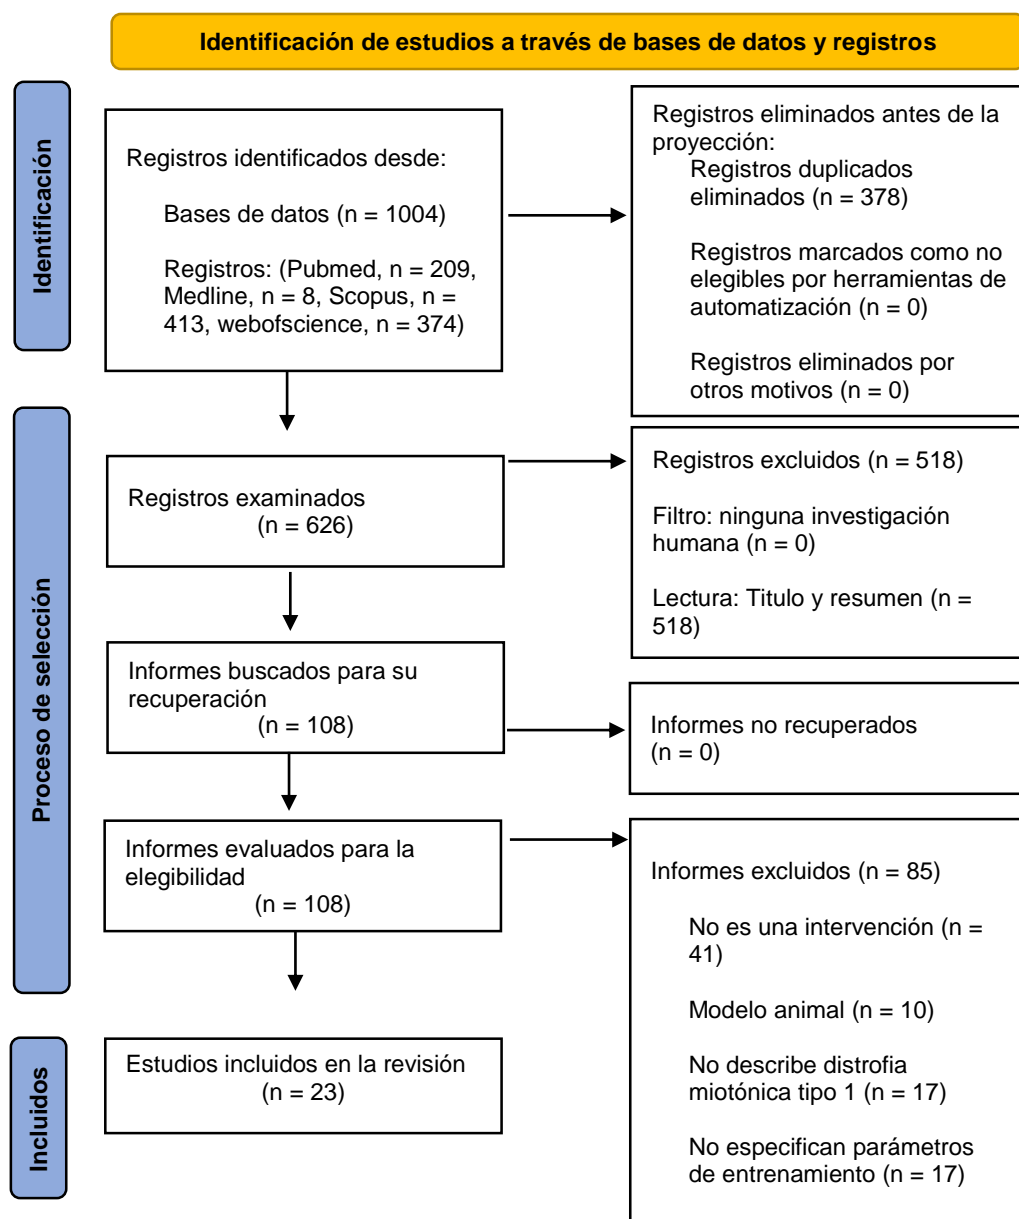 Identificación de estudios a través de bases de datos y registros
Identificación
Registros identificados desde:
Bases de datos (n = 1004)
Registros: (Pubmed, n = 209,
Medline, n = 8, Scopus, n =
413, webofscience, n = 374)
Registros eliminados antes de la
proyección:
Registros duplicados
eliminados (n = 378)
Registros marcados como no
elegibles por herramientas de
automatización (n = 0)
Registros eliminados por
otros motivos (n = 0)
Proceso de selección
Registros examinados
(n = 626)
Registros excluidos (n = 518)
Filtro: ninguna investigación
humana (n = 0)
Lectura: Titulo y resumen (n =
518)
Informes buscados para su
recuperación
(n = 108)
Informes no recuperados
(n = 0)
Informes evaluados para la
elegibilidad
(n = 108)
Informes excluidos (n = 85)
No es una intervención (n =
41)
Modelo animal (n = 10)
No describe distrofia
miotónica tipo 1 (n = 17)
No especifican parámetros
de entrenamiento (n = 17)
Incluidos
Estudios incluidos en la revisión
(n = 23)